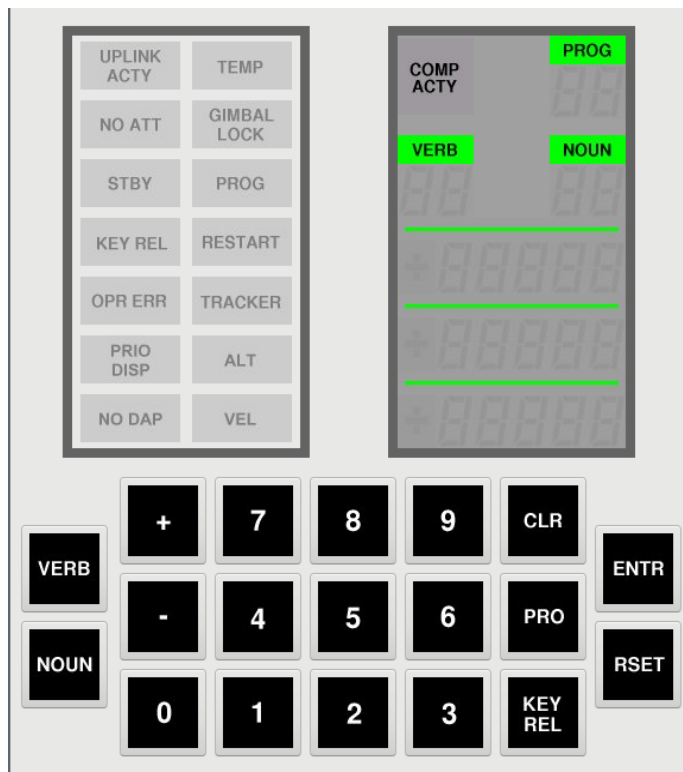 UPLINK
ACTY
TEMP
NO ATT
GIMBAL
LOCK
STBY
PROG
KEY REL
RESTART
OPR ERR
TRACKER
PRIO
DISP
ALT
NO DAP
VEL
COMP
ACTY
PROG
VERB
NOUN
+
7
8
9
CLR
VERB
ENTR
-
4
5
6
PRO
NOUN
RSET
0
1
2
3
KEY
REL